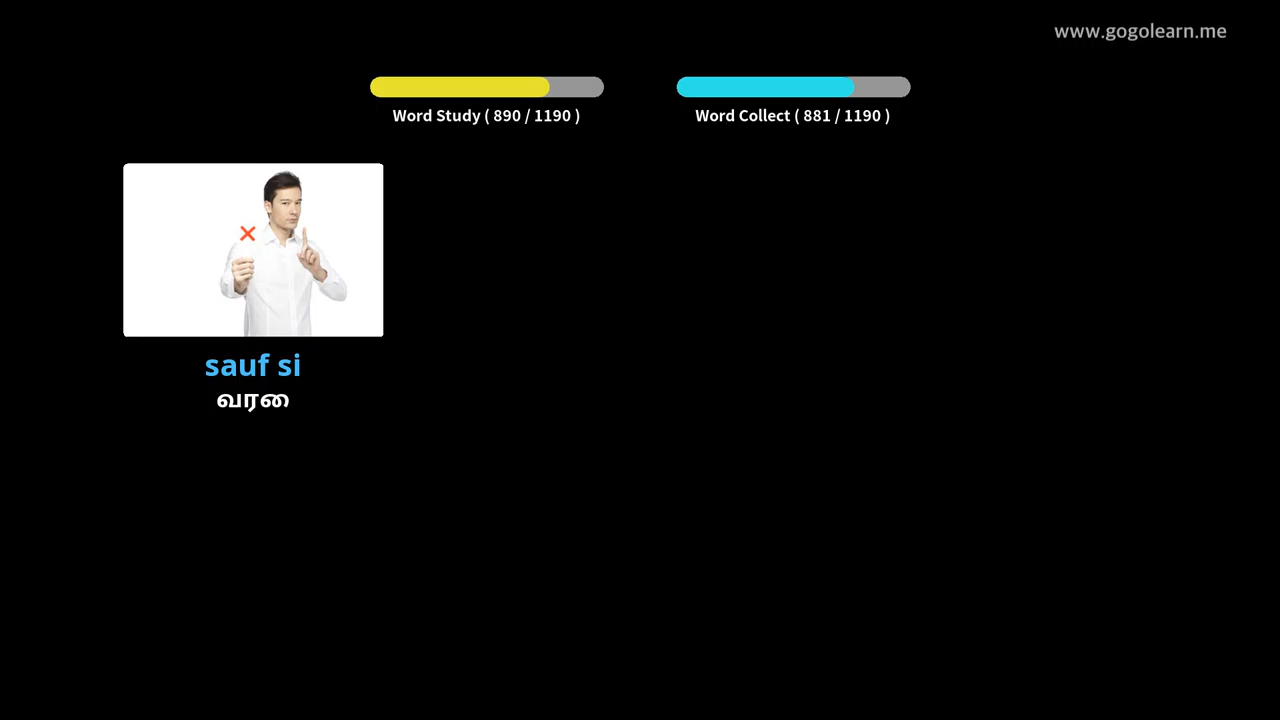 www.gogolearn.me
Word Study ( 890 / 1190 )
Word Collect ( 881 / 1190 )
sauf si
வரை